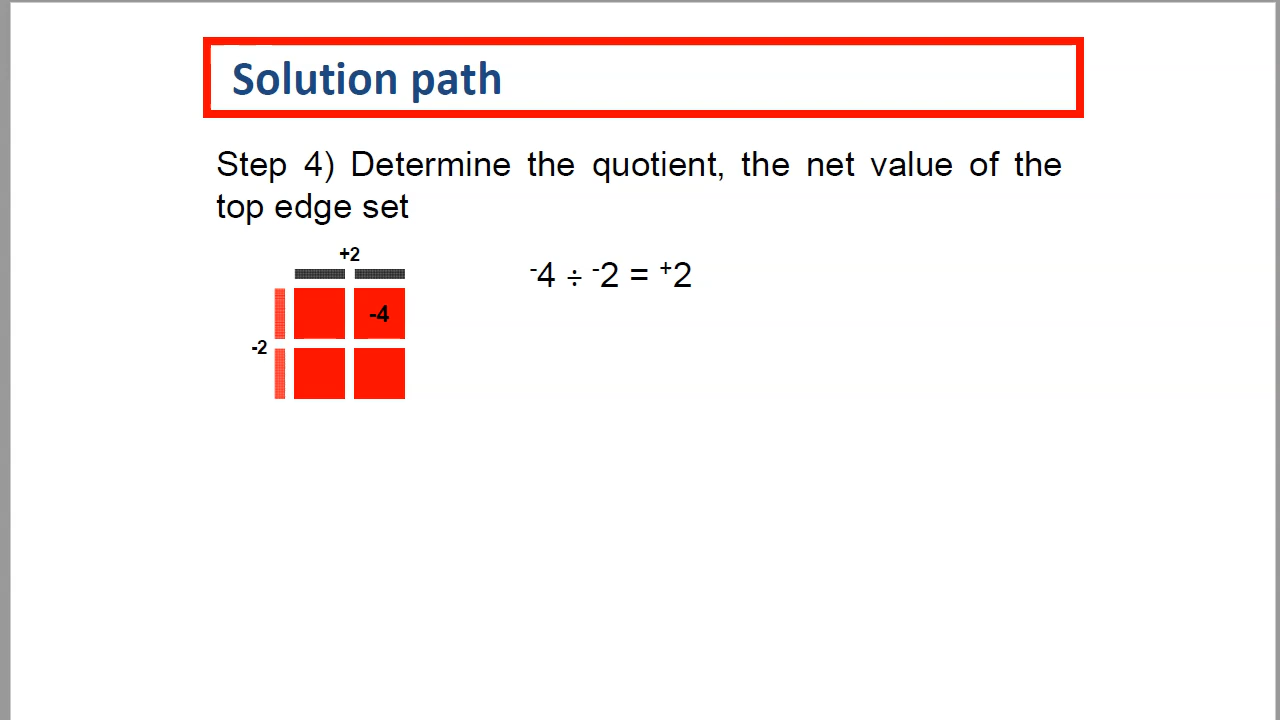 Solution path
Step 4) Determine the quotient, the net value of the
top edge set
+2
⁻4 ÷ ⁻2 = ⁺2
-4
-2